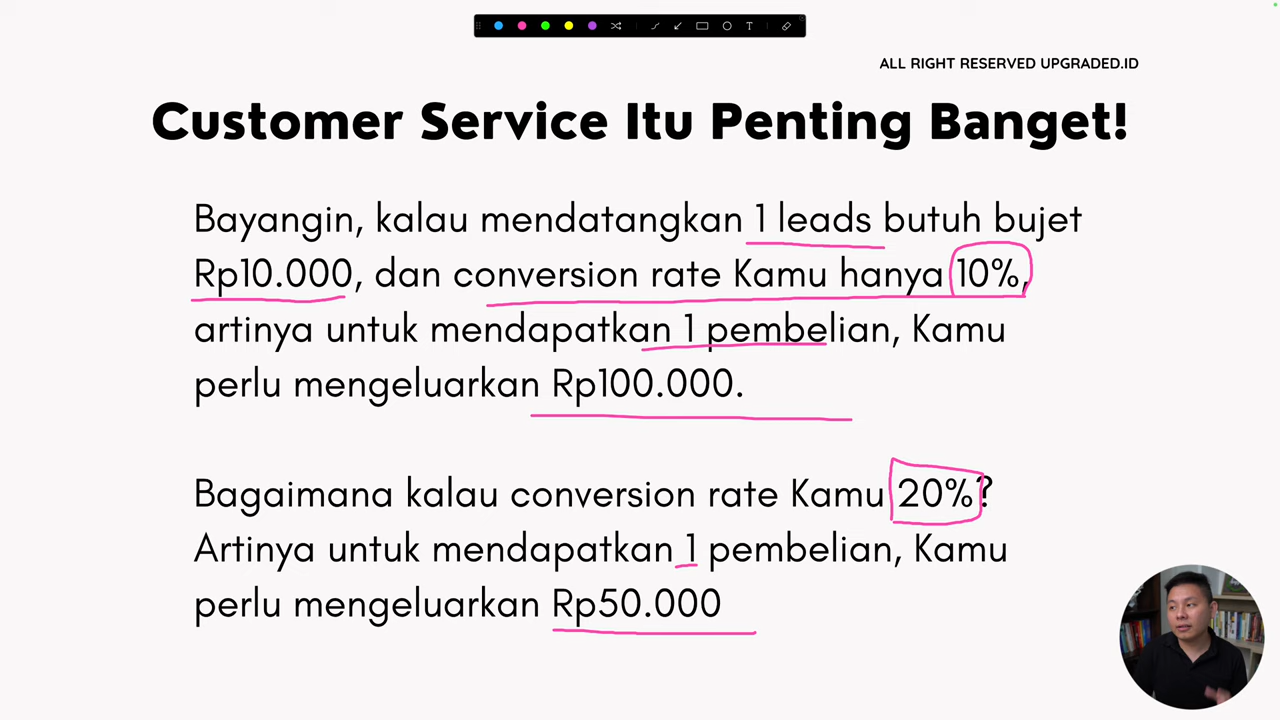 ALL RIGHT RESERVED UPGRADED.ID
Customer Service Itu Penting Banget!
Bayangin, kalau mendatangkan 1 leads butuh bujet
Rp10.000, dan conversion rate Kamu hanya 10%,
artinya untuk mendapatkan 1 pembelian, Kamu
perlu mengeluarkan Rp100.000.
Bagaimana kalau conversion rate Kamu 20%?
Artinya untuk mendapatkan 1 pembelian, Kamu
perlu mengeluarkan Rp50.000